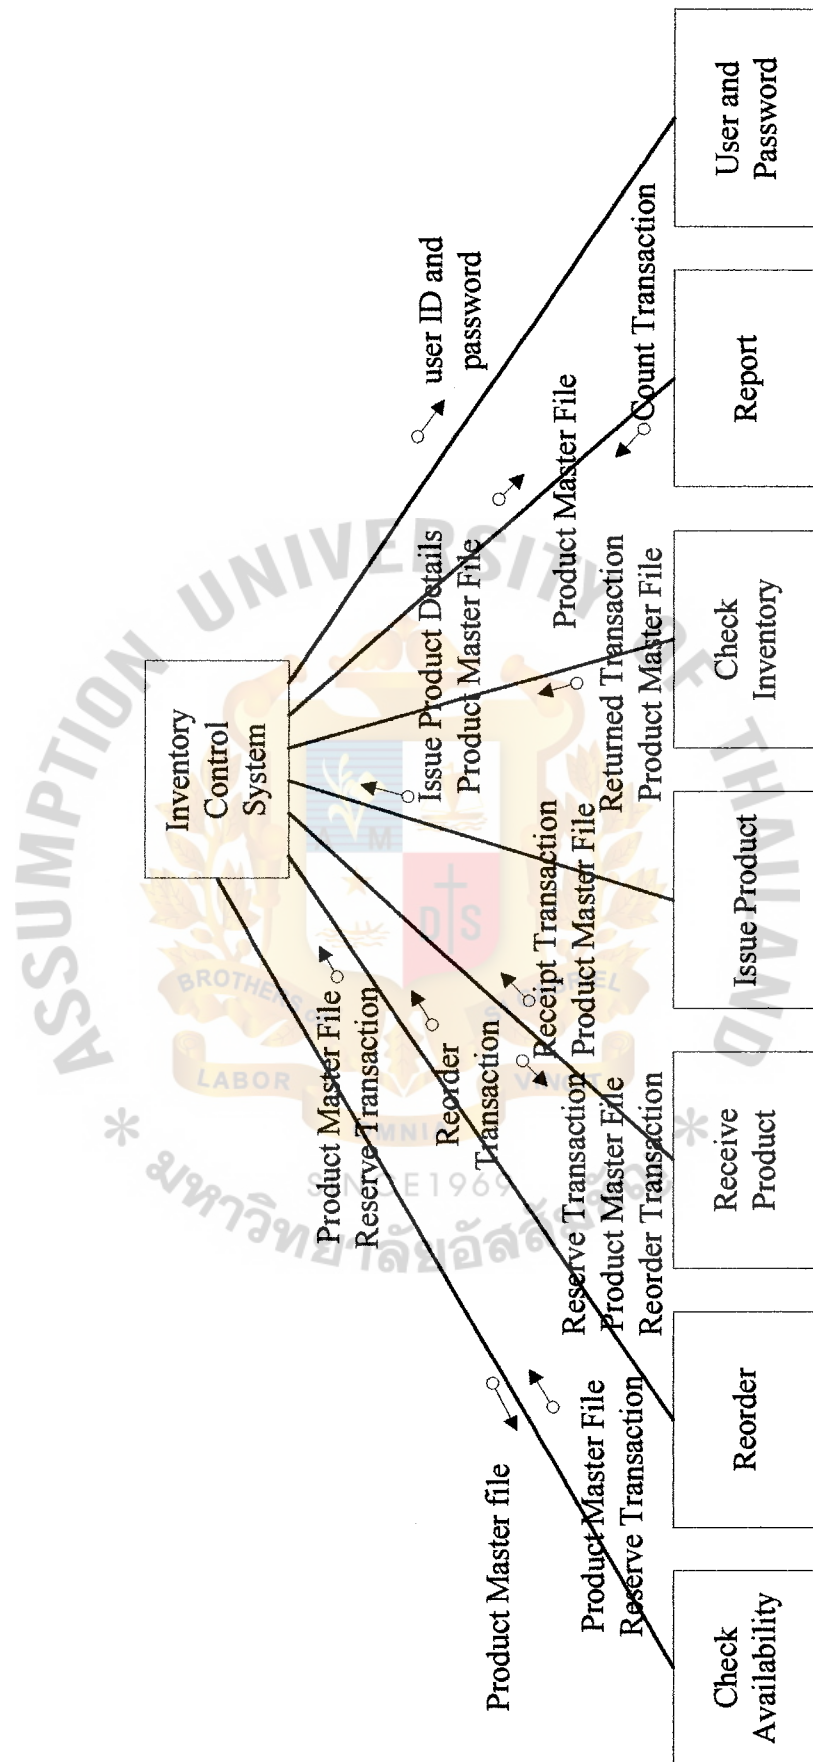 Inventory
Control
System
Product Master file
Product Master File
Reserve Transaction
Product Master File
Reserve Transaction
Reorder
Transaction
Reserve Transaction
Product Master File
Reorder Transaction
Receipt Transaction
Product Master File
Issue Product Details
Product Master File
Returned Transaction
Product Master File
Product Master File
Count Transaction
user ID and
password
Check
Availability
Reorder
Receive
Product
Issue Product
Check
Inventory
Report
User and
Password
ASSUMPTION UNIVERSITY OF THAILAND
A M
D S
BROTHERS OF
ST GABRIEL
LABOR
OMNIA
VINCIT
SINCE 1969
มหาวิทยาลัยอัสสัมชัญ